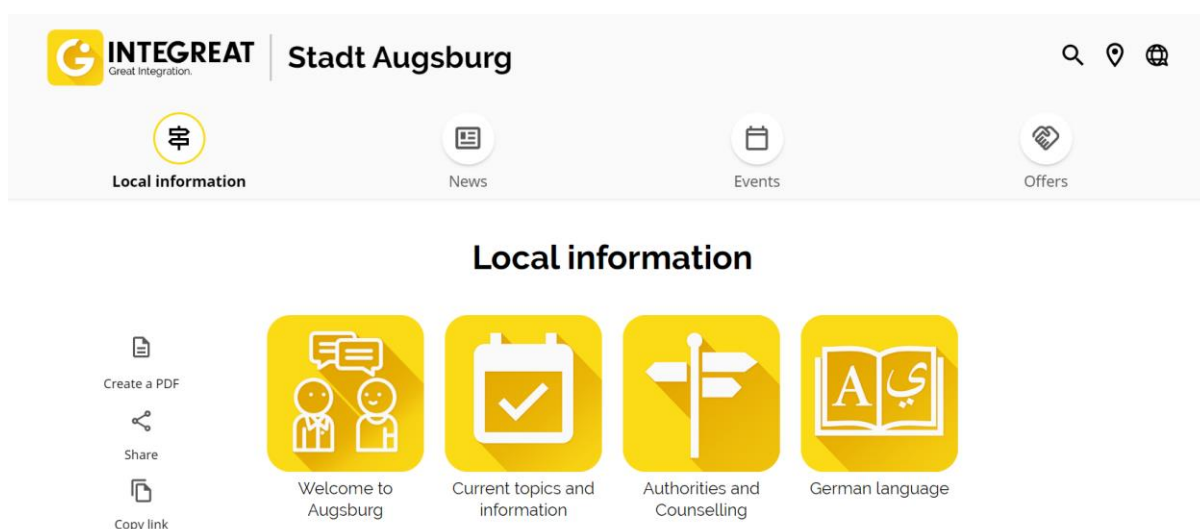 INTEGREAT
Great Integration.
Stadt Augsburg
Local information
News
Events
Offers
Local information
Create a PDF
Share
Copy link
A ي
Welcome to
Augsburg
Current topics and
information
Authorities and
Counselling
German language